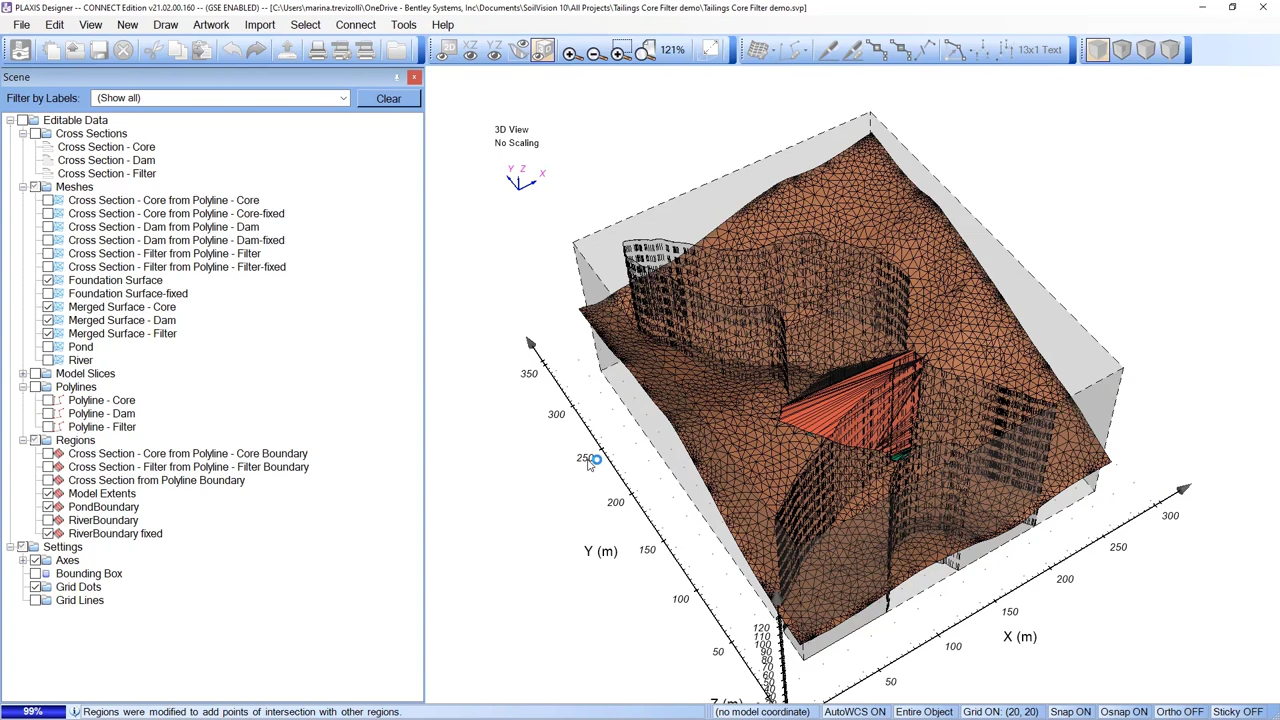 PLAXIS Designer -- CONNECT Edition - v21.02.00.160 -- (GSE ENABLED) -- [C:\Users\marina.trevizolli\OneDrive - Bentley Systems, Inc\Documents\SoilVision 10\All Projects\Tailings Core Filter demo\Tailings Core Filter demo.svp]
File Edit View New Draw Artwork Import Select Connect Tools Help
2D XZ YZ 121% 13x1 Text
Scene
Filter by Labels: (Show all) Clear
Editable Data
Cross Sections
Cross Section - Core
Cross Section - Dam
Cross Section - Filter
Meshes
Cross Section - Core from Polyline - Core
Cross Section - Core from Polyline - Core-fixed
Cross Section - Dam from Polyline - Dam
Cross Section - Dam from Polyline - Dam-fixed
Cross Section - Filter from Polyline - Filter
Cross Section - Filter from Polyline - Filter-fixed
Foundation Surface
Foundation Surface-fixed
Merged Surface - Core
Merged Surface - Dam
Merged Surface - Filter
Pond
River
Model Slices
Polylines
Polyline - Core
Polyline - Dam
Polyline - Filter
Regions
Cross Section - Core from Polyline - Core Boundary
Cross Section - Filter from Polyline - Filter Boundary
Cross Section from Polyline Boundary
Model Extents
PondBoundary
RiverBoundary
RiverBoundary fixed
Settings
Axes
Bounding Box
Grid Dots
Grid Lines
3D View
No Scaling
Y Z X
350
300
250
200
Y (m)
150
100
50
120
110
100
90
80
70
60
50
300
250
200
150
X (m)
100
50
99% Regions were modified to add points of intersection with other regions. (no model coordinate) AutoWCS ON Entire Object Grid ON: (20, 20) Snap ON Osnap ON Ortho OFF Sticky OFF